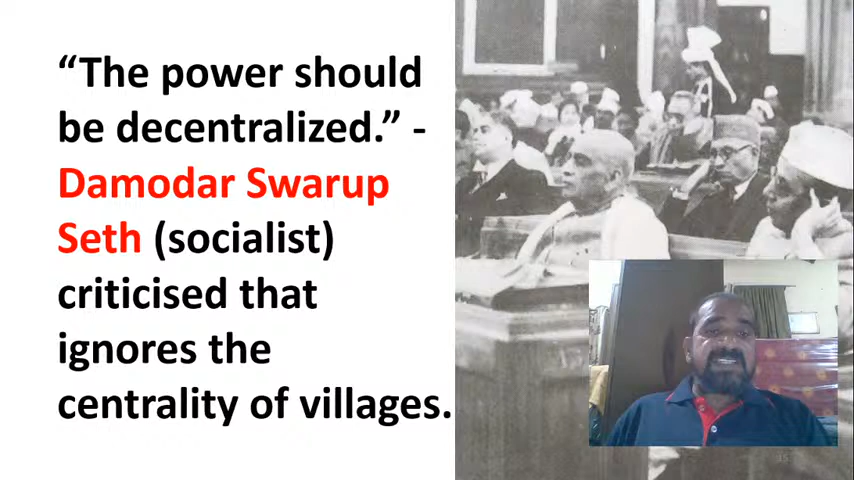 “The power should
be decentralized.” -
Damodar Swarup
Seth (socialist)
criticised that
ignores the
centrality of villages.